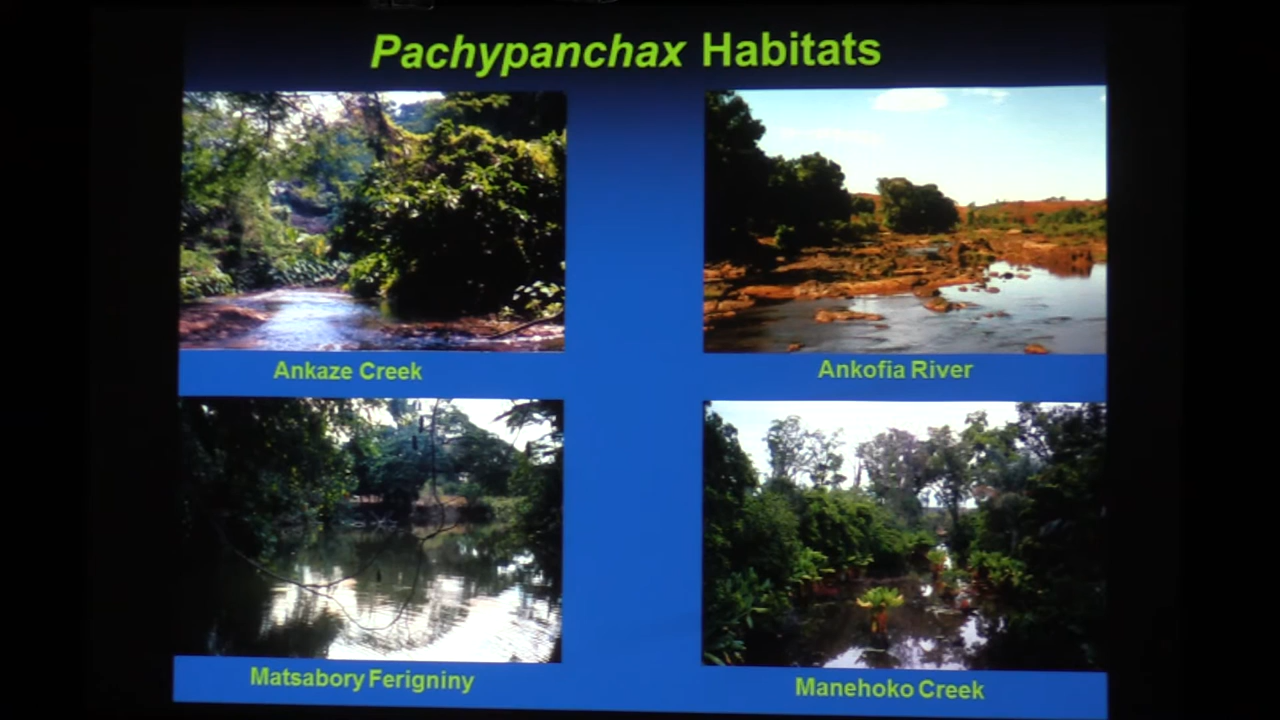 Pachypanchax Habitats
Ankaze Creek
Ankofia River
Matsabory Ferigniny
Manehoko Creek